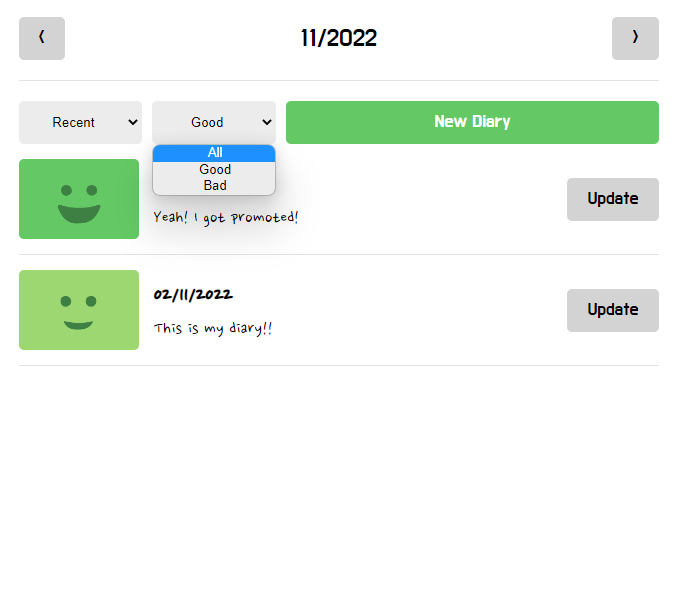 < 11/2022 >
Recent Good New Diary
All
Good
Bad
Yeah! I got promoted! Update
02/11/2022
This is my diary!! Update